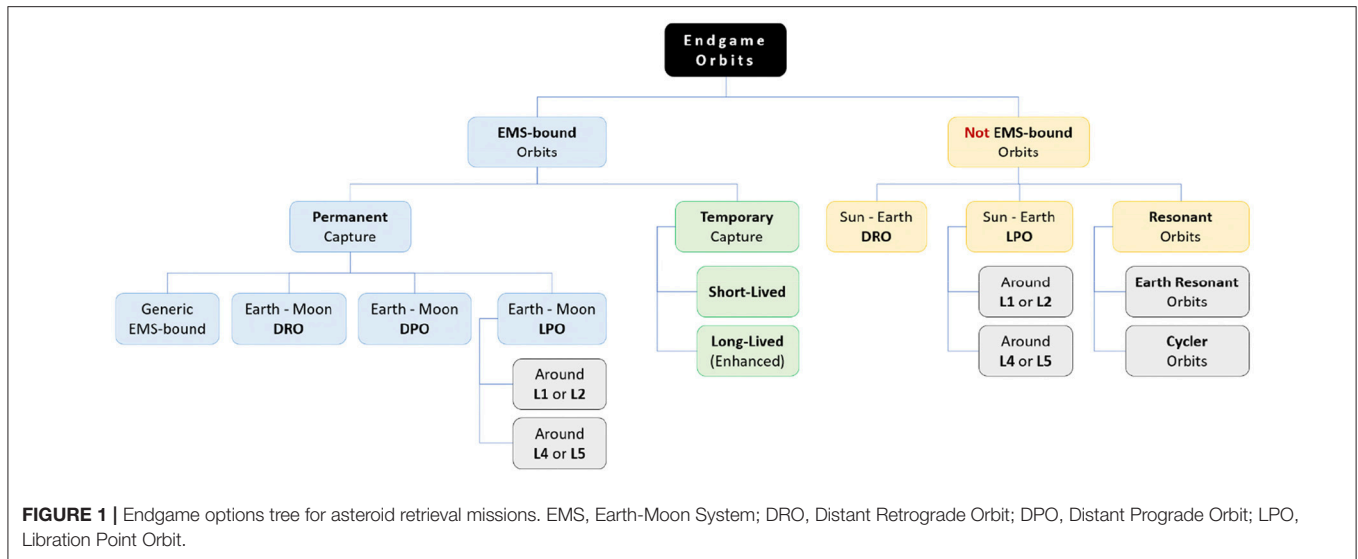 Endgame
Orbits
EMS-bound
Orbits
Not EMS-bound
Orbits
Permanent
Capture
Temporary
Capture
Sun - Earth
DRO
Sun - Earth
LPO
Resonant
Orbits
Generic
EMS-bound
Earth - Moon
DRO
Earth - Moon
DPO
Earth - Moon
LPO
Short-Lived
Long-Lived
(Enhanced)
Around
L1 or L2
Around
L4 or L5
Earth Resonant
Orbits
Cycler
Orbits
Around
L1 or L2
Around
L4 or L5
FIGURE 1 | Endgame options tree for asteroid retrieval missions. EMS, Earth-Moon System; DRO, Distant Retrograde Orbit; DPO, Distant Prograde Orbit; LPO,
Libration Point Orbit.